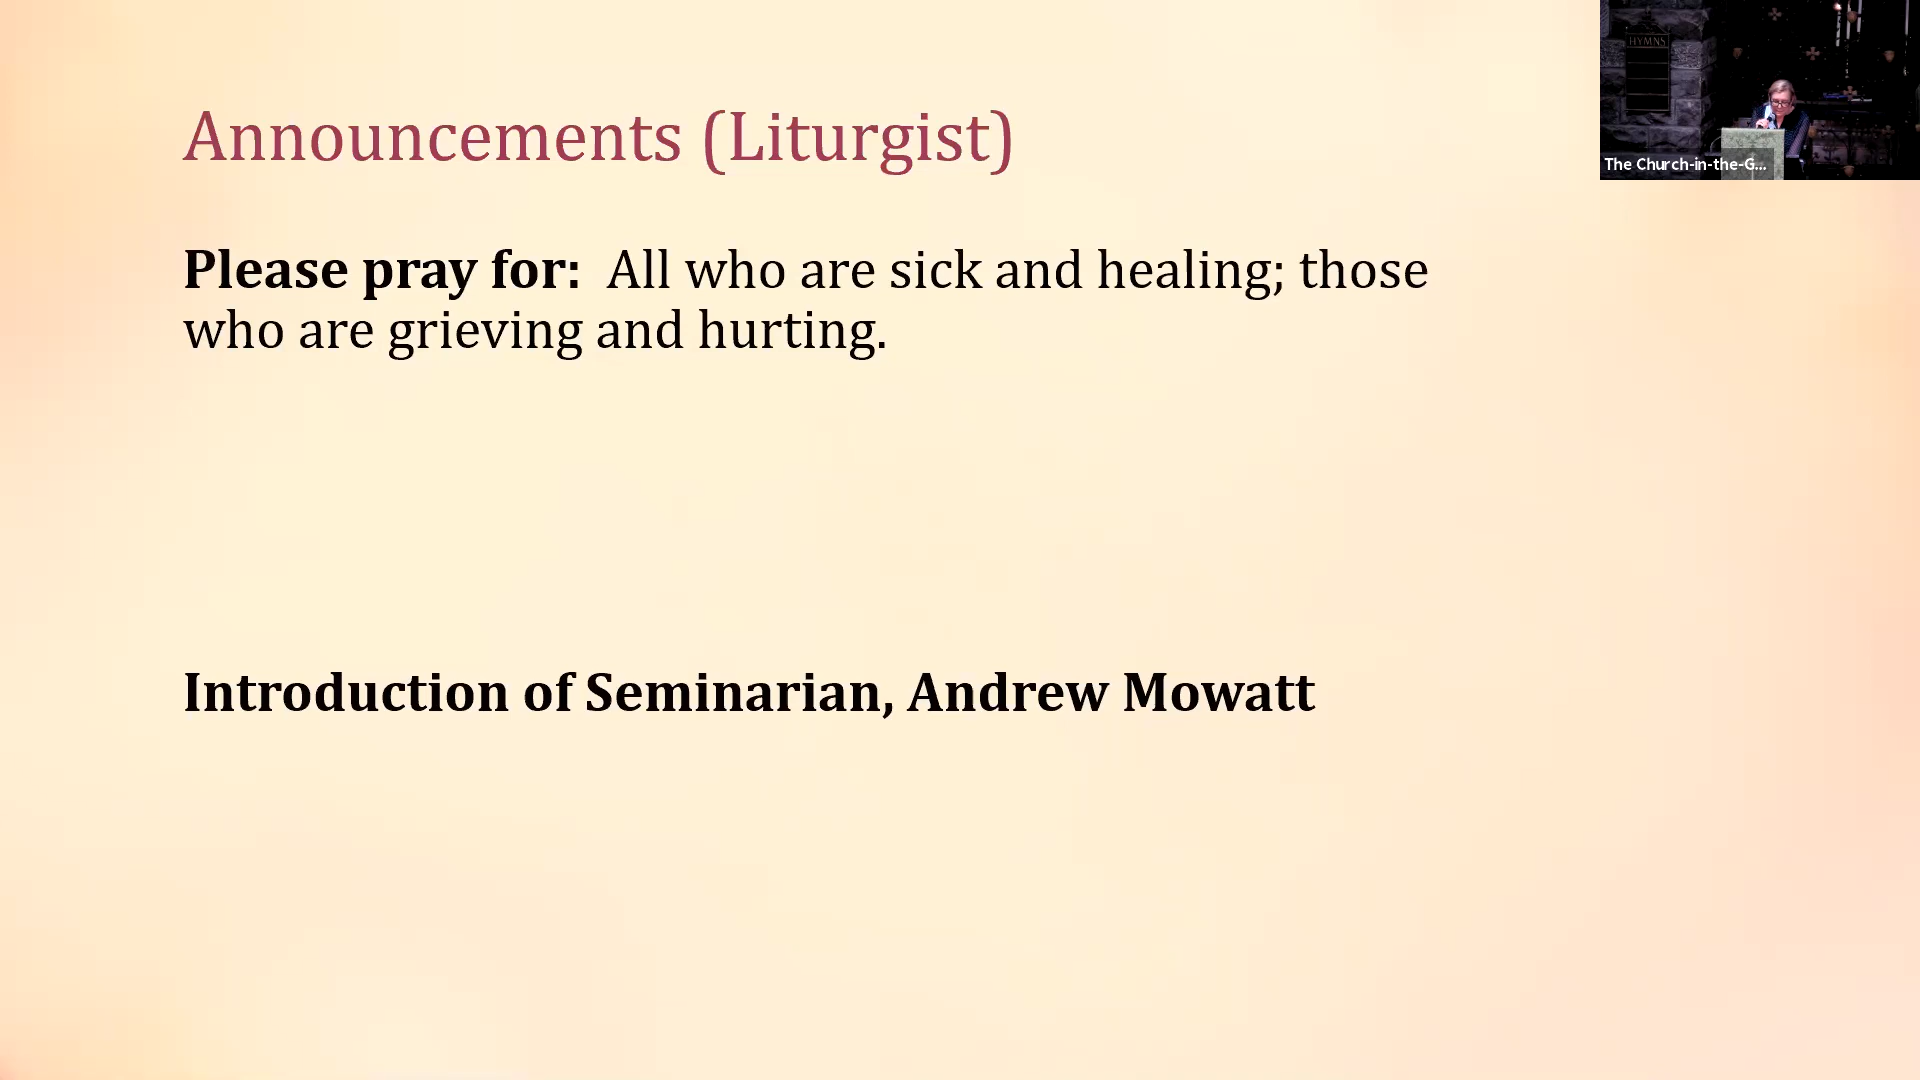 Announcements (Liturgist)
HYMNS
The Church-in-the-G...
Please pray for:  All who are sick and healing; those
who are grieving and hurting.
Introduction of Seminarian, Andrew Mowatt